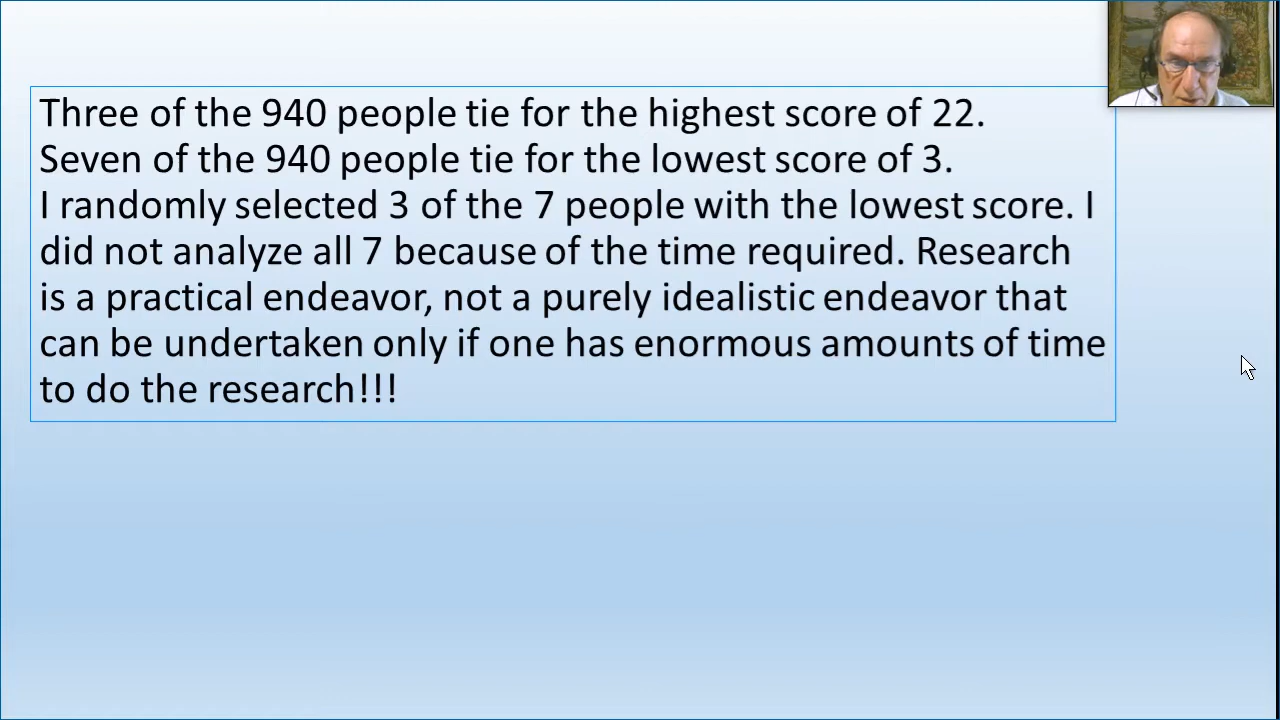 Three of the 940 people tie for the highest score of 22.
Seven of the 940 people tie for the lowest score of 3.
I randomly selected 3 of the 7 people with the lowest score. I
did not analyze all 7 because of the time required. Research
is a practical endeavor, not a purely idealistic endeavor that
can be undertaken only if one has enormous amounts of time
to do the research!!!